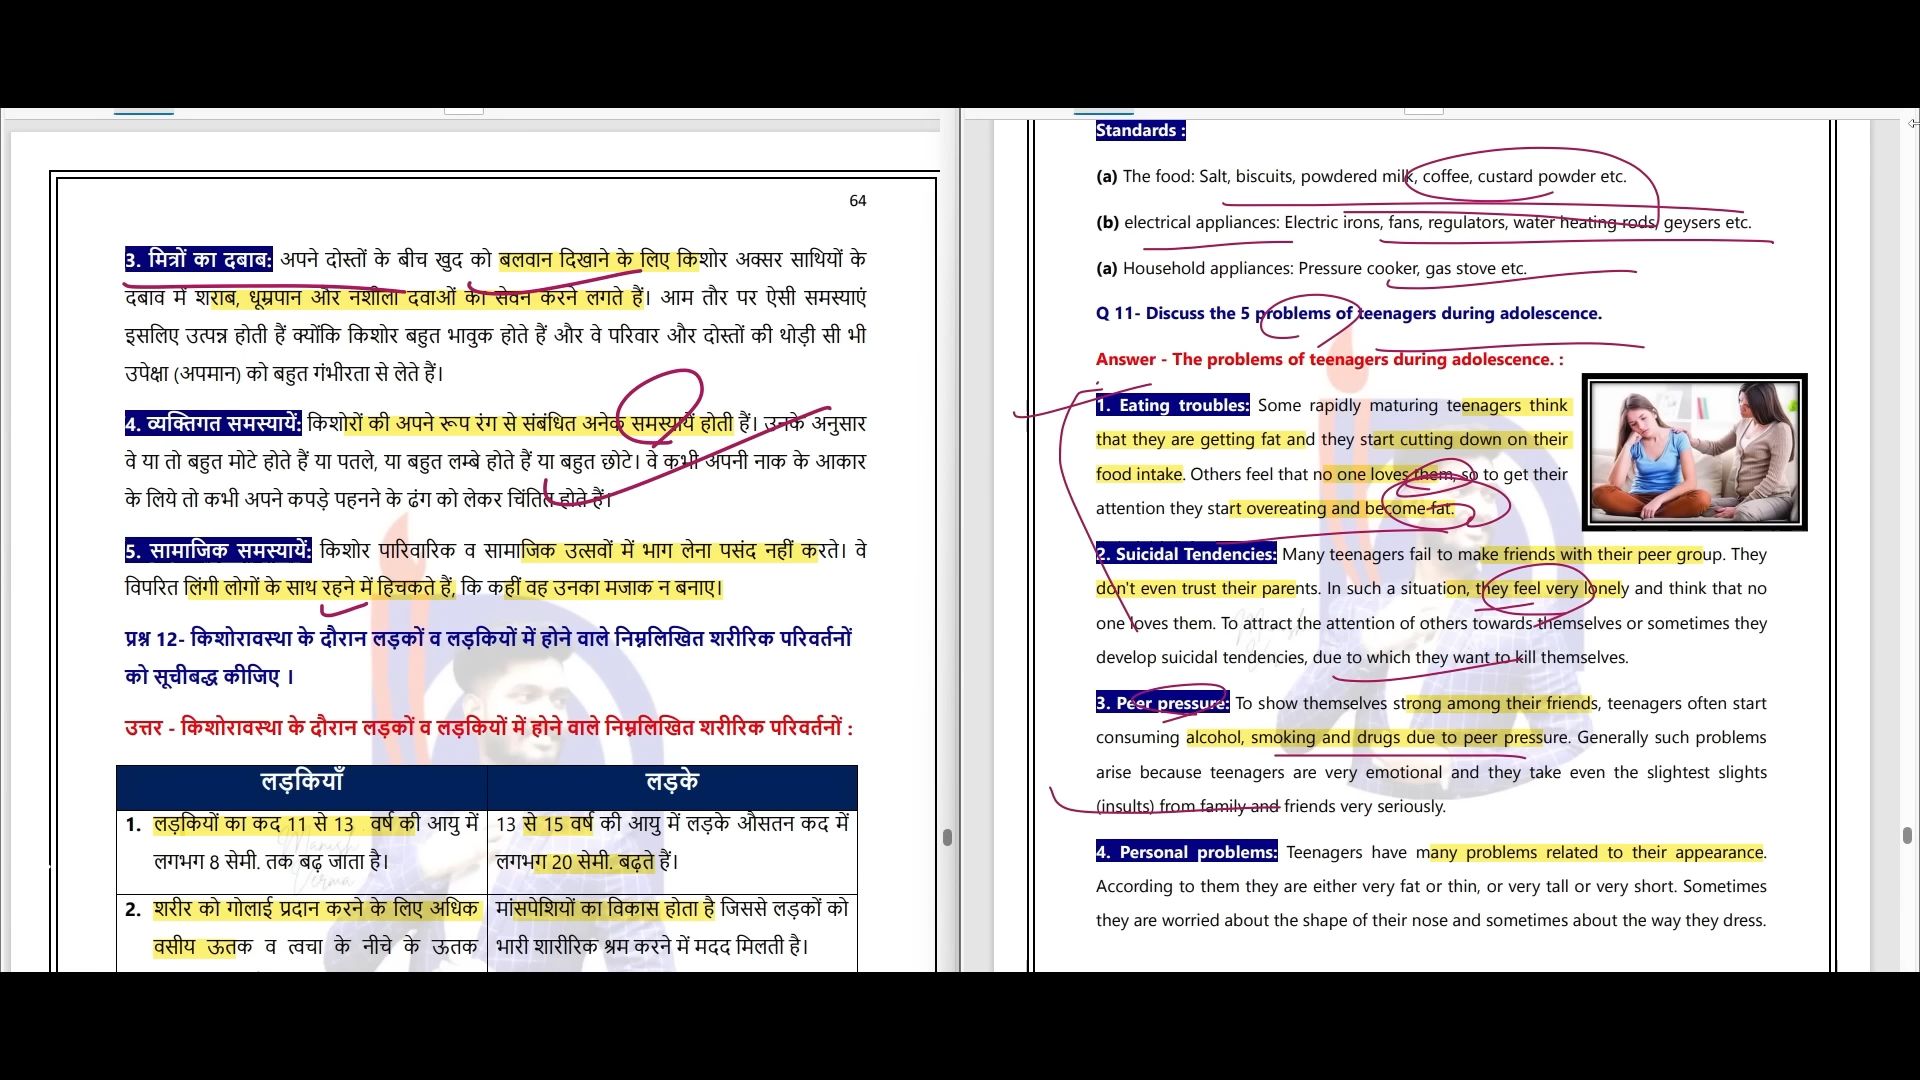 64
3. मित्रों का दबाब: अपने दोस्तों के बीच खुद को बलवान दिखाने के लिए किशोर अक्सर साथियों के
दबाव में शराब, धूम्रपान और नशीली दवाओं का सेवन करने लगते हैं। आम तौर पर ऐसी समस्याएं
इसलिए उत्पन्न होती हैं क्योंकि किशोर बहुत भावुक होते हैं और वे परिवार और दोस्तों की थोड़ी सी भी
उपेक्षा (अपमान) को बहुत गंभीरता से लेते हैं।
4. व्यक्तिगत समस्यायें: किशोरों की अपने रूप रंग से संबंधित अनेक समस्यायें होती हैं। उनके अनुसार
वे या तो बहुत मोटे होते हैं या पतले, या बहुत लम्बे होते हैं या बहुत छोटे। वे कभी अपनी नाक के आकार
के लिये तो कभी अपने कपड़े पहनने के ढंग को लेकर चिंतित होते हैं।
5. सामाजिक समस्यायें: किशोर पारिवारिक व सामाजिक उत्सवों में भाग लेना पसंद नहीं करते। वे
विपरित लिंगी लोगों के साथ रहने में हिचकते हैं, कि कहीं वह उनका मजाक न बनाए।
प्रश्न 12- किशोरावस्था के दौरान लड़कों व लड़कियों में होने वाले निम्नलिखित शरीरिक परिवर्तनों
को सूचीबद्ध कीजिए ।
उत्तर - किशोरावस्था के दौरान लड़कों व लड़कियों में होने वाले निम्नलिखित शरीरिक परिवर्तनों :
लड़कियाँ
लड़के
1. लड़कियों का कद 11 से 13 वर्ष की आयु में
लगभग 8 सेमी. तक बढ़ जाता है।
13 से 15 वर्ष की आयु में लड़के औसतन कद में
लगभग 20 सेमी. बढ़ते हैं।
2. शरीर को गोलाई प्रदान करने के लिए अधिक
वसीय ऊतक व त्वचा के नीचे के ऊतक
मांसपेशियों का विकास होता है जिससे लड़कों को
भारी शारीरिक श्रम करने में मदद मिलती है।
Manish
Verma
Standards :
(a) The food: Salt, biscuits, powdered milk, coffee, custard powder etc.
(b) electrical appliances: Electric irons, fans, regulators, water heating rods, geysers etc.
(a) Household appliances: Pressure cooker, gas stove etc.
Q 11- Discuss the 5 problems of teenagers during adolescence.
Answer - The problems of teenagers during adolescence. :
1. Eating troubles: Some rapidly maturing teenagers think
that they are getting fat and they start cutting down on their
food intake. Others feel that no one loves them, so to get their
attention they start overeating and become fat.
2. Suicidal Tendencies: Many teenagers fail to make friends with their peer group. They
don't even trust their parents. In such a situation, they feel very lonely and think that no
one loves them. To attract the attention of others towards themselves or sometimes they
develop suicidal tendencies, due to which they want to kill themselves.
3. Peer pressure: To show themselves strong among their friends, teenagers often start
consuming alcohol, smoking and drugs due to peer pressure. Generally such problems
arise because teenagers are very emotional and they take even the slightest slights
(insults) from family and friends very seriously.
4. Personal problems: Teenagers have many problems related to their appearance.
According to them they are either very fat or thin, or very tall or very short. Sometimes
they are worried about the shape of their nose and sometimes about the way they dress.